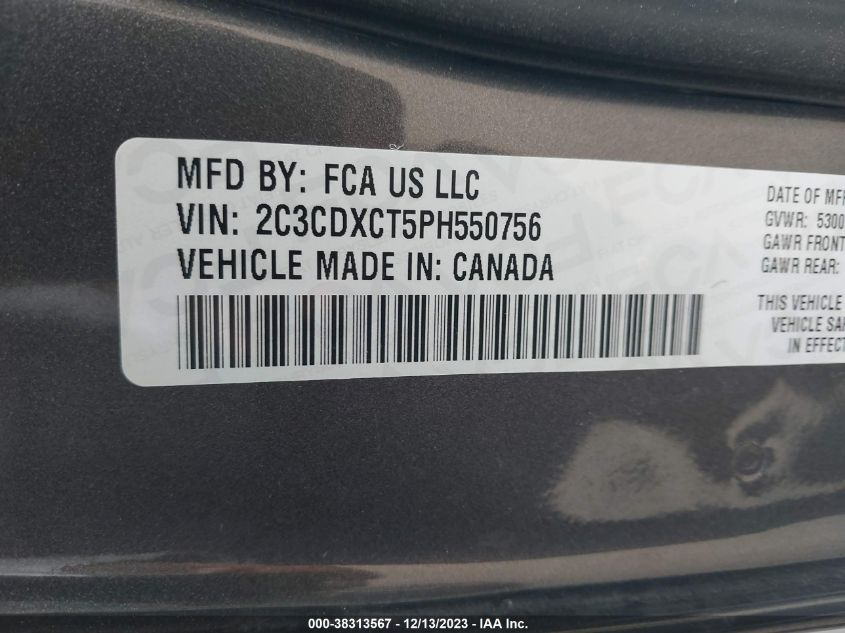 MFD BY: FCA US LLC
VIN: 2C3CDXCT5PH550756
VEHICLE MADE IN: CANADA
DATE OF MFR
GVWR: 5300
GAWR FRONT
GAWR REAR:
THIS VEHICLE
VEHICLE SAF
IN EFFECT
000-38313567 - 12/13/2023 - IAA Inc.